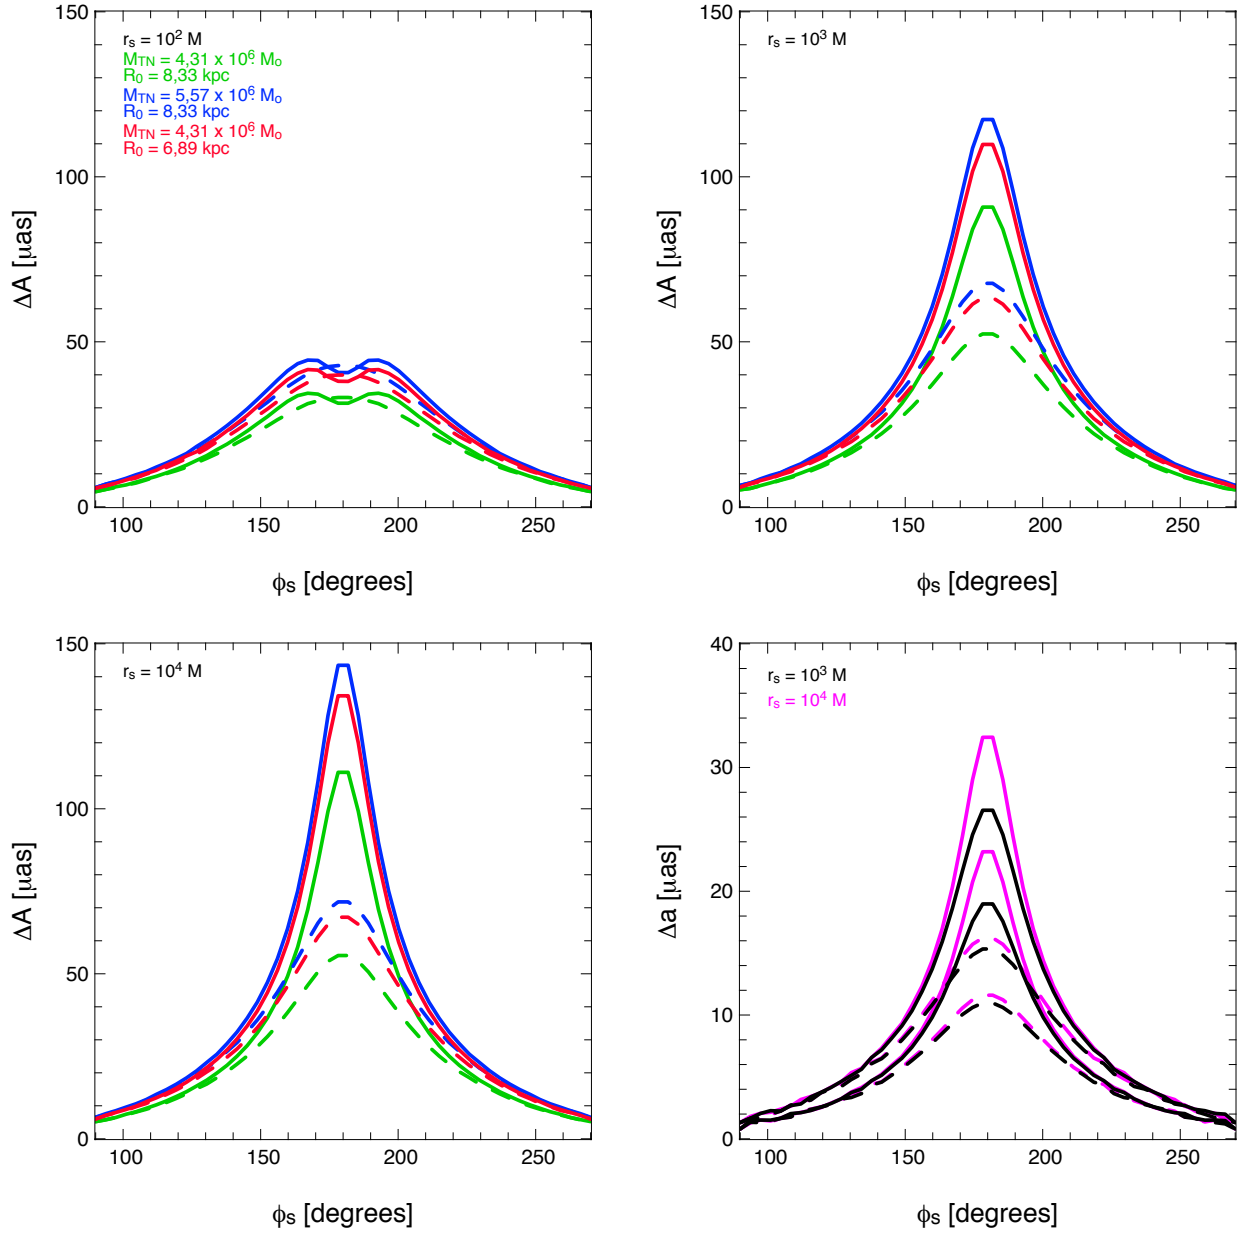 r_s = 10^2 M
M_TN = 4,31 x 10^6 M_o
R_0 = 8,33 kpc
M_TN = 5,57 x 10^6 M_o
R_0 = 8,33 kpc
M_TN = 4,31 x 10^6 M_o
R_0 = 6,89 kpc
150
100
50
0
ΔA [μas]
100 150 200 250
ϕ_s [degrees]
r_s = 10^3 M
150
100
50
0
ΔA [μas]
100 150 200 250
ϕ_s [degrees]
r_s = 10^4 M
150
100
50
0
ΔA [μas]
100 150 200 250
ϕ_s [degrees]
r_s = 10^3 M
r_s = 10^4 M
40
30
20
10
0
Δa [μas]
100 150 200 250
ϕ_s [degrees]